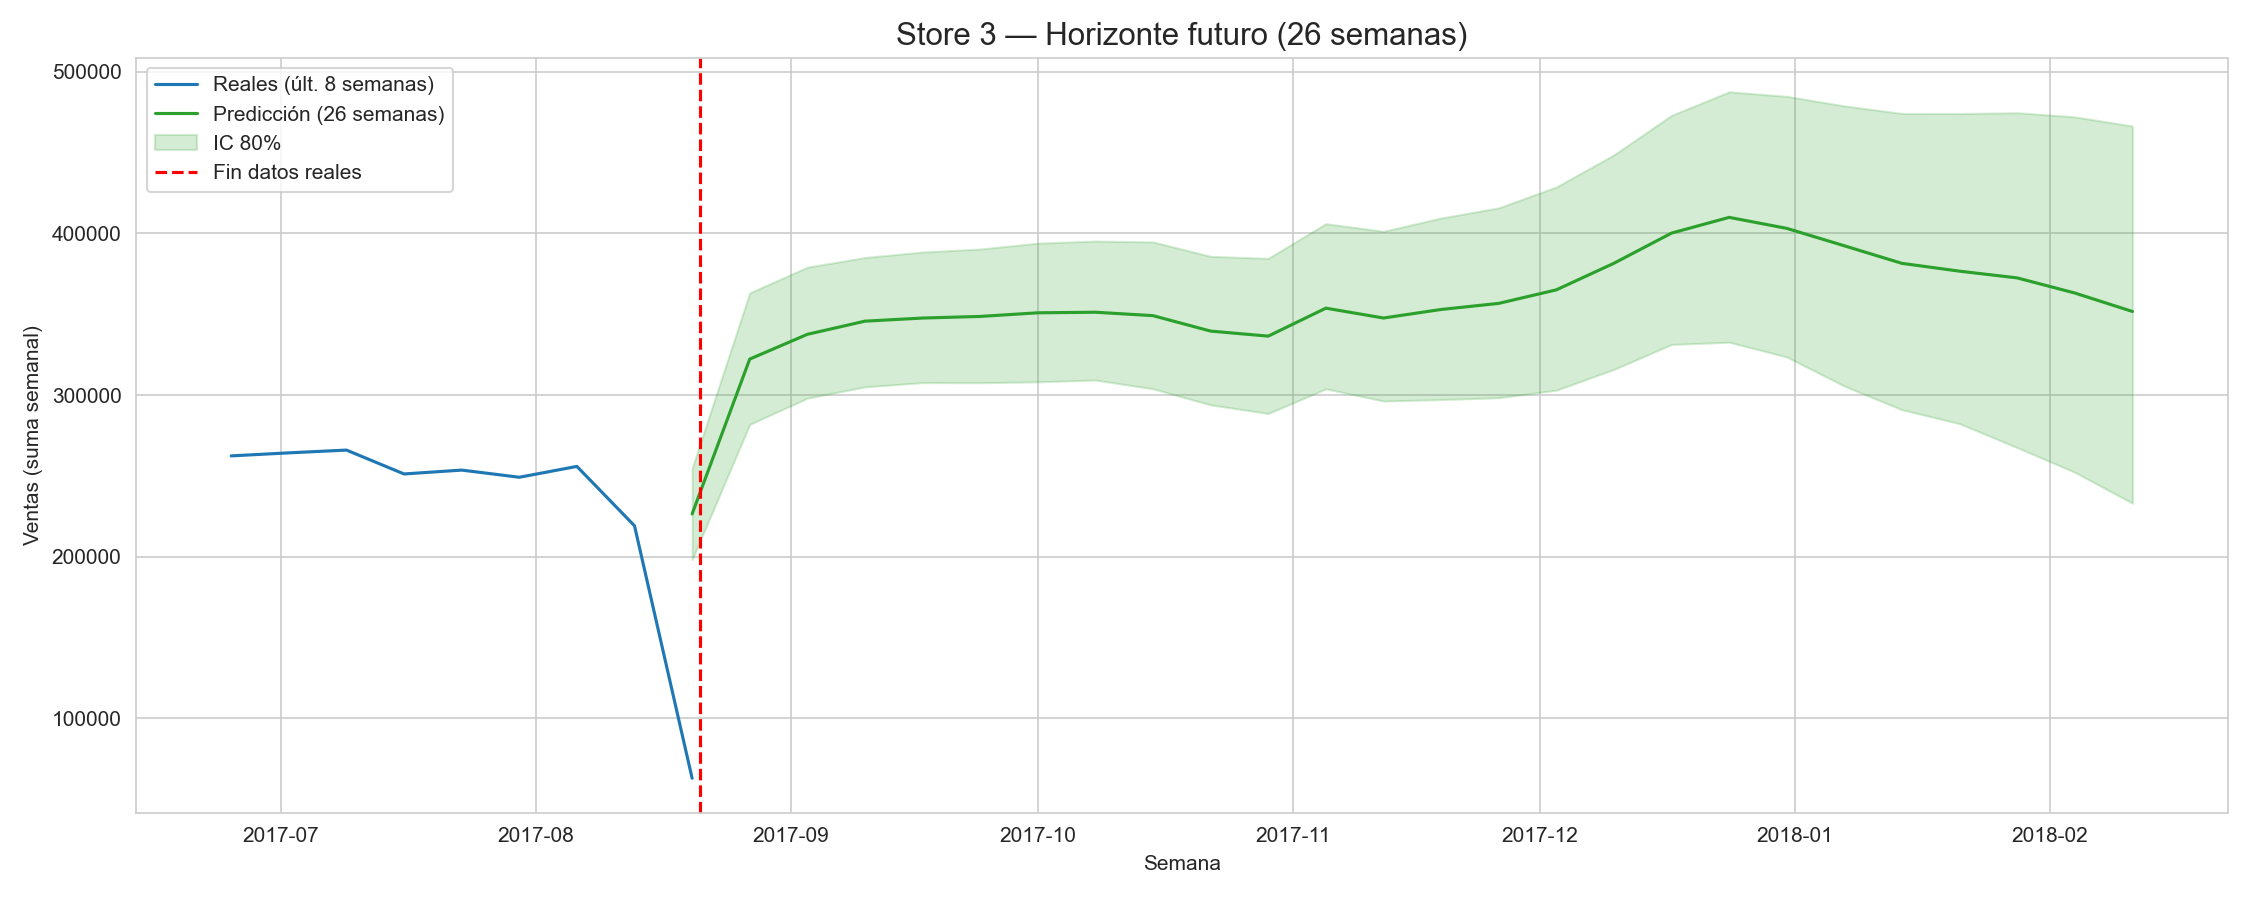 Store 3 — Horizonte futuro (26 semanas)
Reales (últ. 8 semanas)
Predicción (26 semanas)
IC 80%
Fin datos reales
500000
400000
300000
200000
100000
Ventas (suma semanal)
2017-07 2017-08 2017-09 2017-10 2017-11 2017-12 2018-01 2018-02
Semana